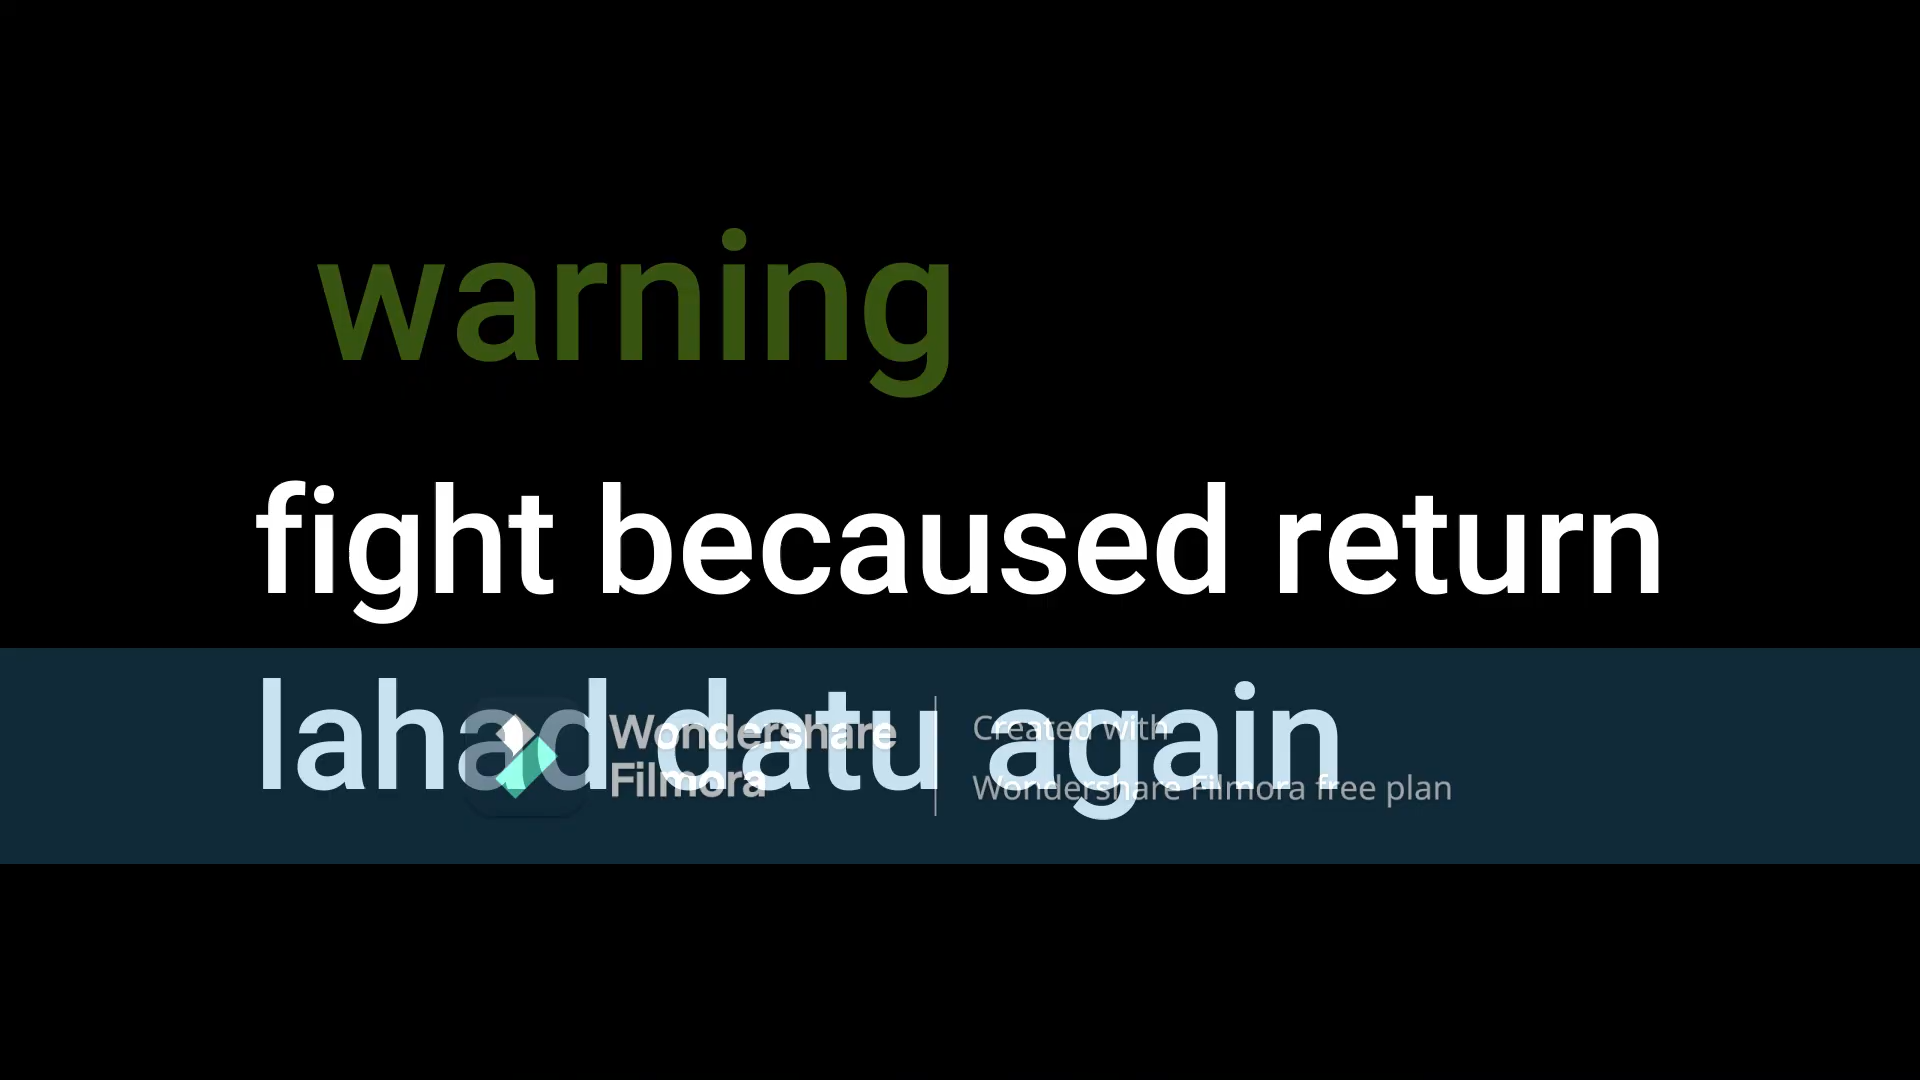 warning
fight becaused return
lahad datu again
Wondershare
Filmora
Created with
Wondershare Filmora free plan